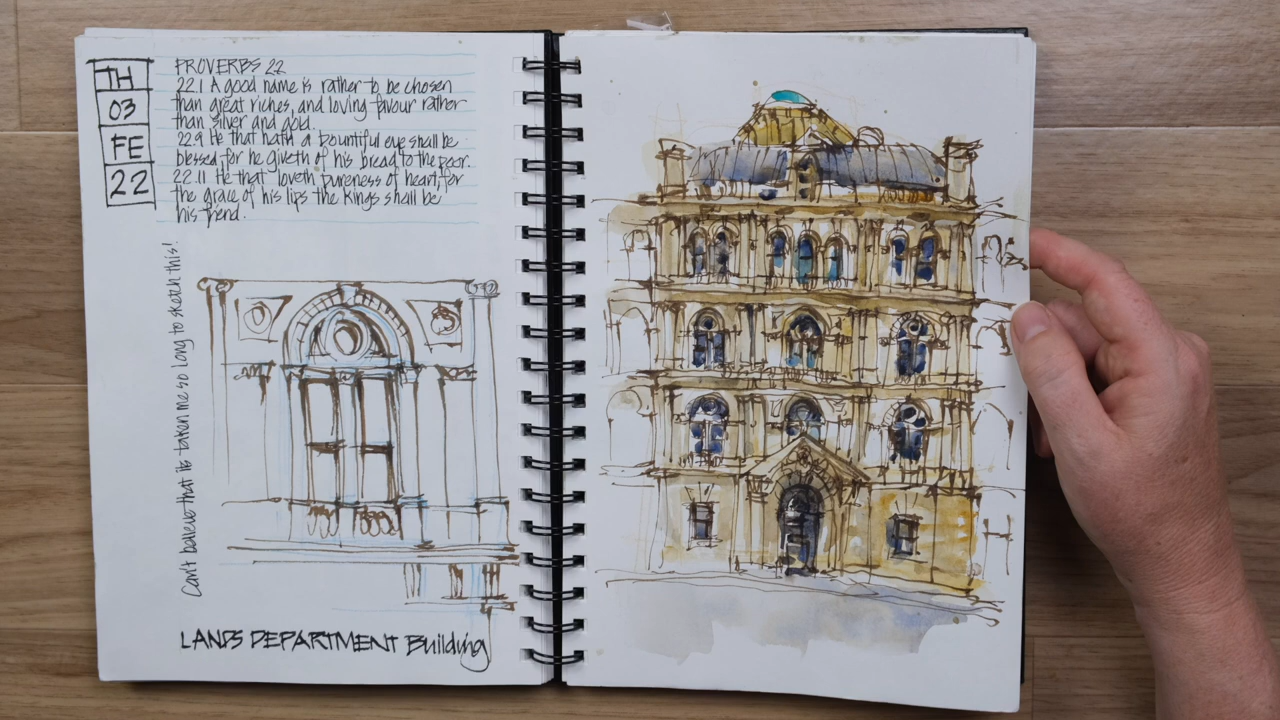 TH
03
FE
22
PROVERBS 22
22.1 A good name is rather to be chosen
than great riches, and loving favour rather
than silver and gold.
22.9 He that hath a bountiful eye shall be
blessed, for he giveth of his bread to the poor.
22.11 He that loveth pureness of heart, for
the grace of his lips the Kings shall be
his friend.
Can't believe that its taken me so long to sketch this!
LANDS DEPARTMENT Building